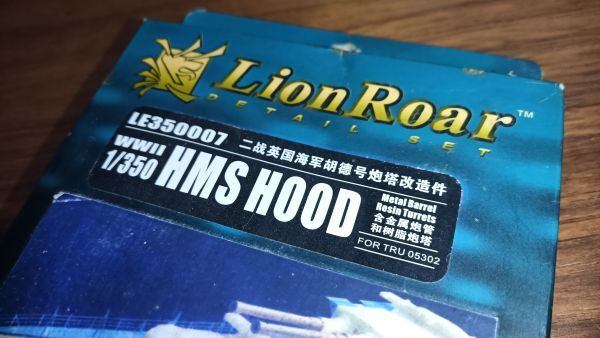 LionRoar™
DETAIL SET
LE350007 二战英国海军胡德号炮塔改造件
WWII
1/350
HMS HOOD
Metal Barrel
Resin Turrets
含金属炮管
和树脂炮塔
FOR TRU 05302